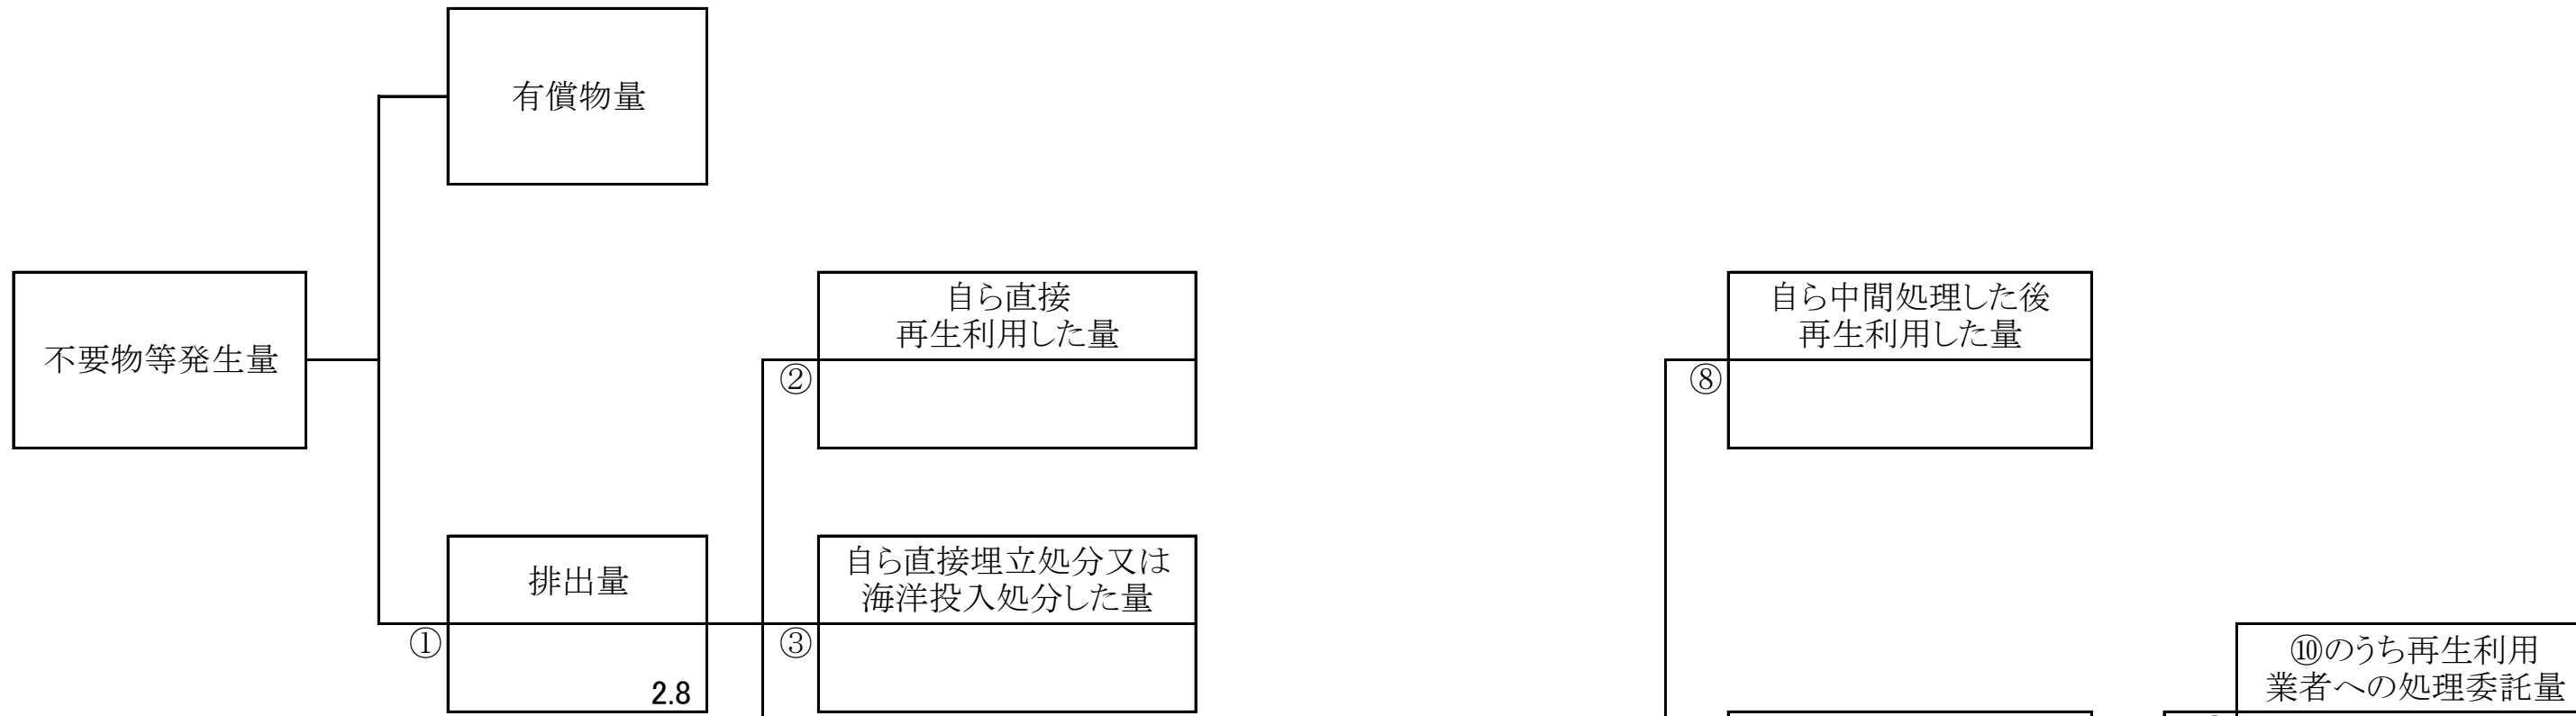 有償物量
不要物等発生量
自ら直接
再生利用した量
②
自ら中間処理した後
再生利用した量
⑧
排出量
①
2.8
自ら直接埋立処分又は
海洋投入処分した量
③
⑩のうち再生利用
業者への処理委託量